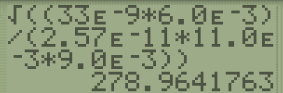 √((33ᴇ-9*6.0ᴇ-3)
/(2.57ᴇ-11*11.0ᴇ
-3*9.0ᴇ-3))
278.9641763